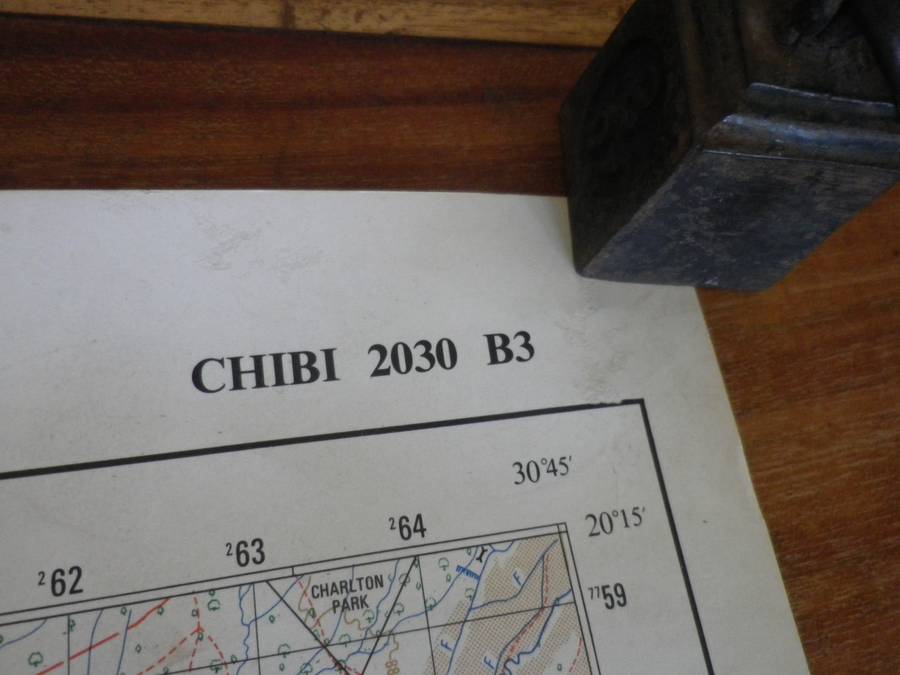 CHIBI 2030 B3
30°45'
20°15'
²62
²63
²64
⁷⁷59
CHARLTON
PARK
F
F
F